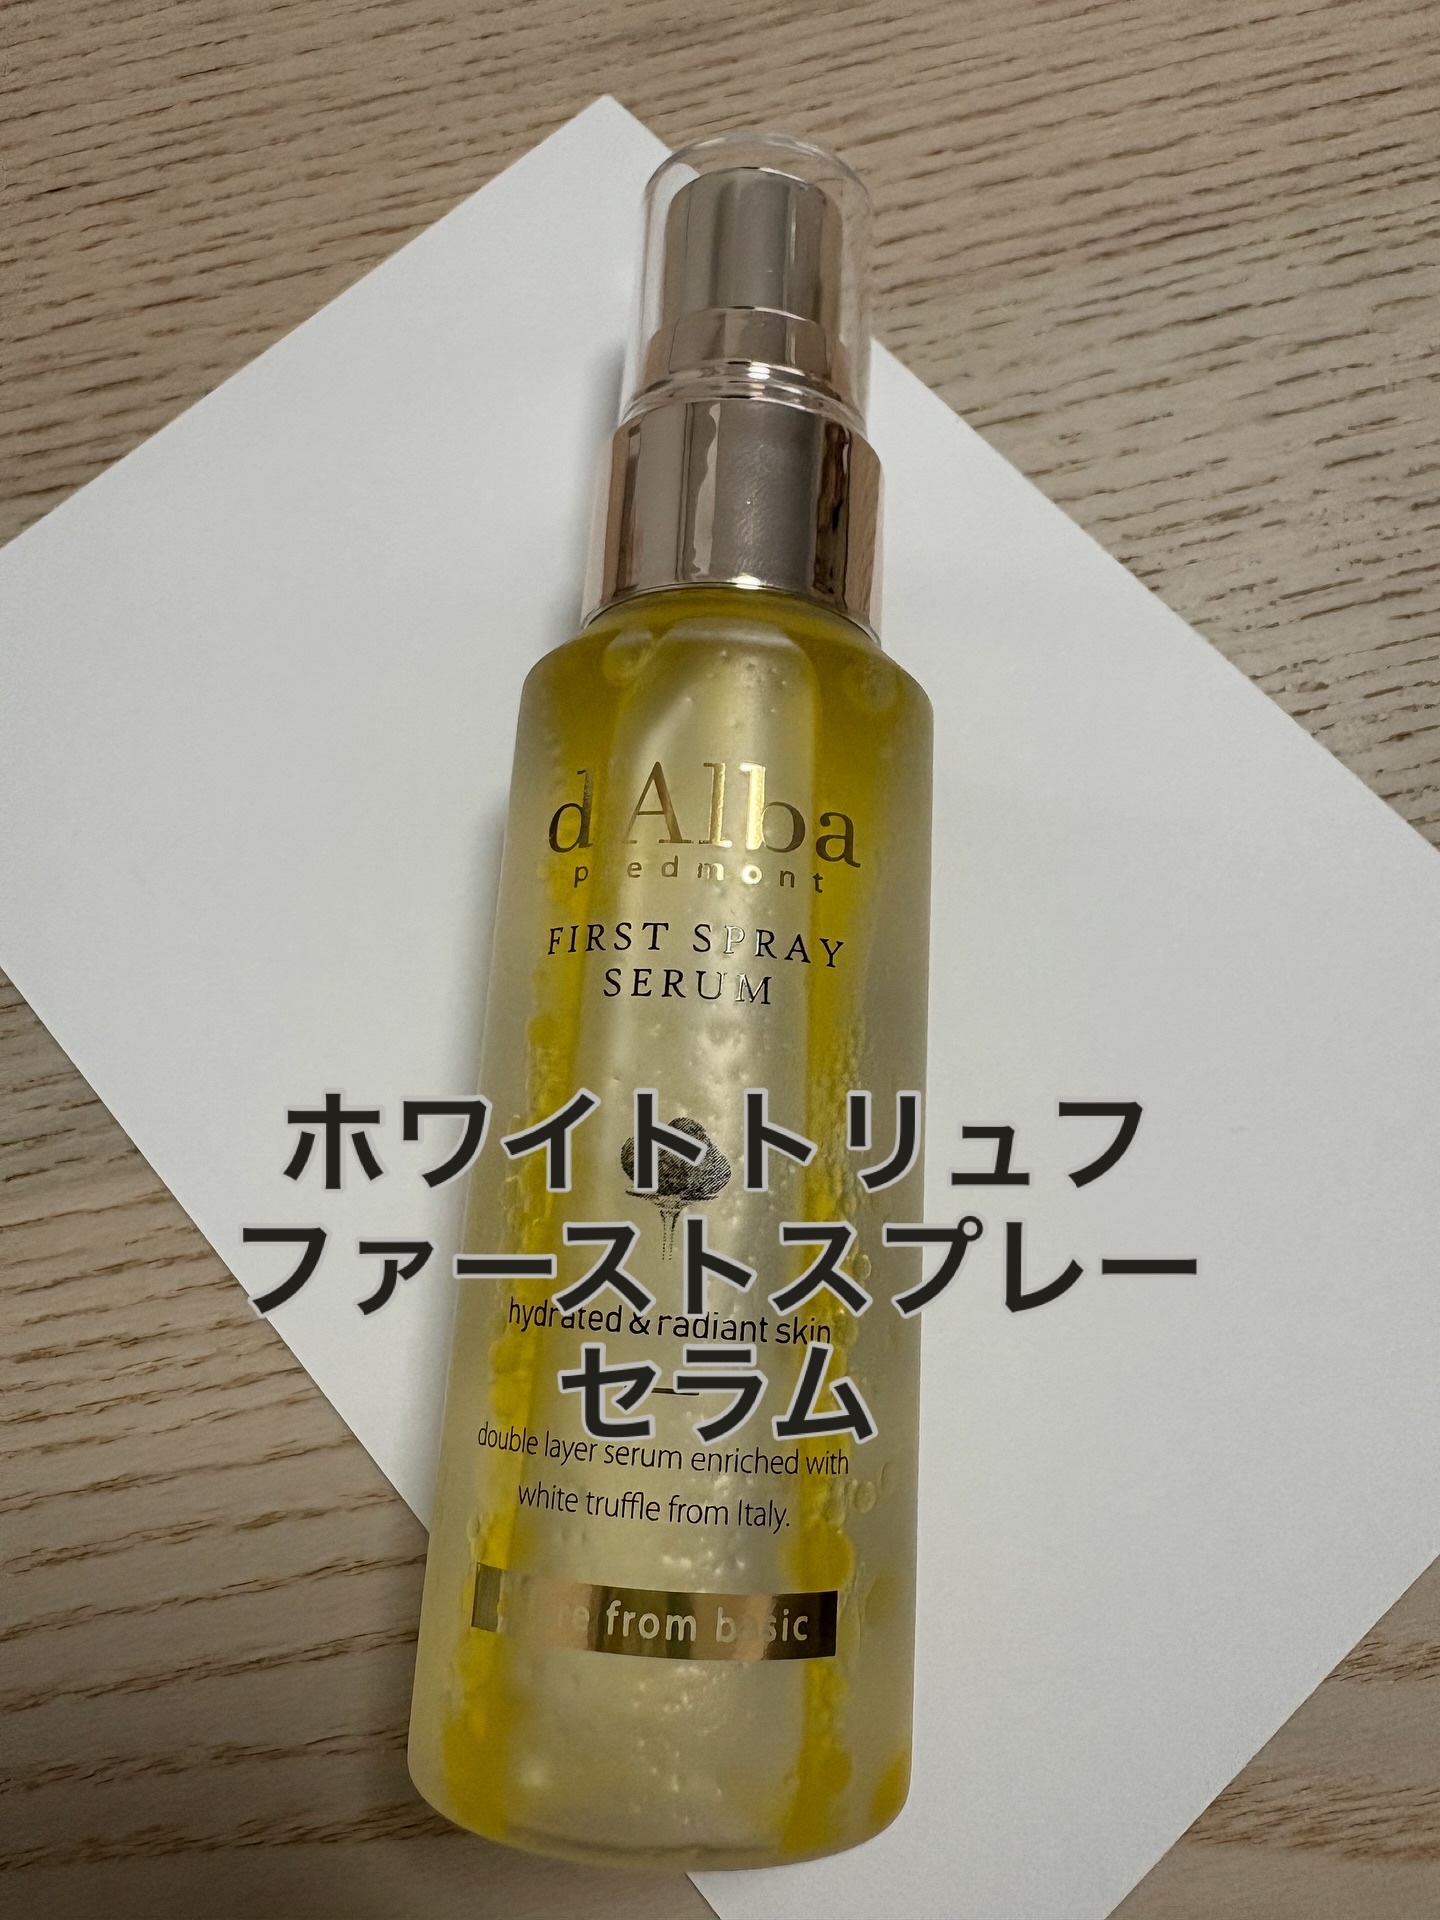 d'Alba
piedmont
FIRST SPRAY
SERUM
ホワイトトリュフ
ファーストスプレー
hydrated & radiant skin
セラム
double layer serum enriched with
white truffle from Italy.
from basic